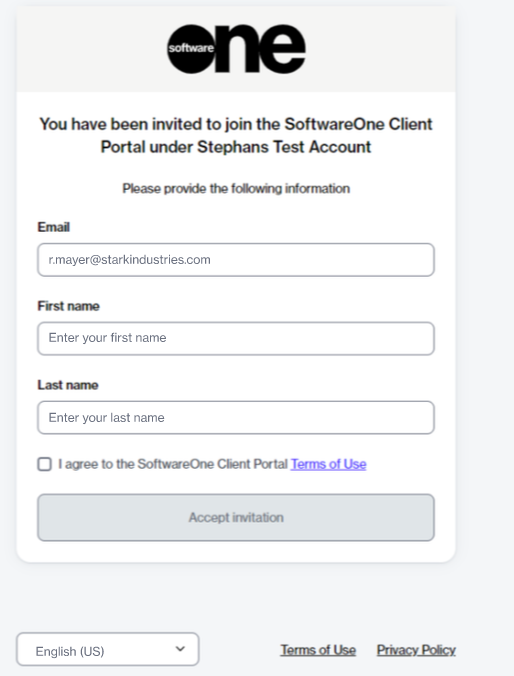 software one
You have been invited to join the SoftwareOne Client
Portal under Stephans Test Account
Please provide the following information
Email
r.mayer@starkindustries.com
First name
Enter your first name
Last name
Enter your last name
I agree to the SoftwareOne Client Portal Terms of Use
Accept invitation
English (US)
Terms of Use Privacy Policy